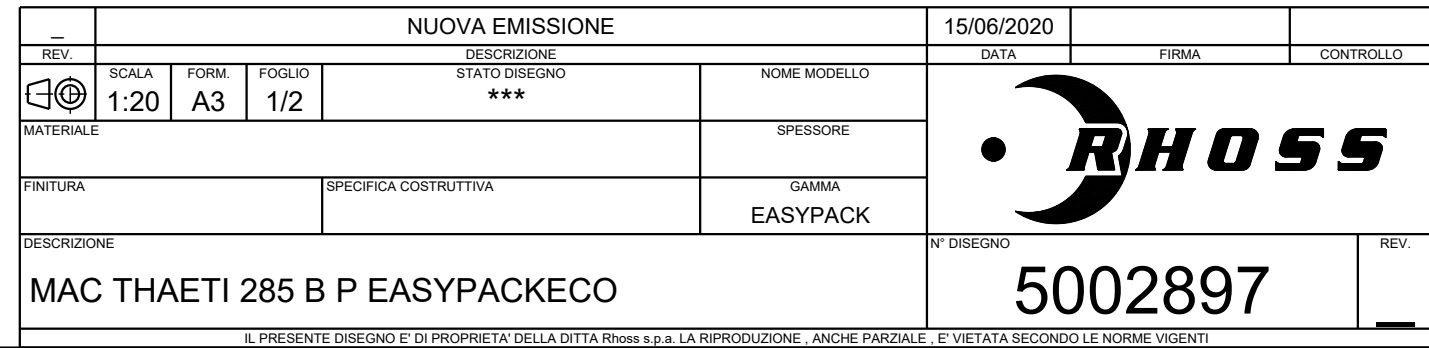 _ NUOVA EMISSIONE 15/06/2020
REV. DESCRIZIONE DATA FIRMA CONTROLLO
SCALA FORM. FOGLIO STATO DISEGNO NOME MODELLO
1:20 A3 1/2 ***
RHOSS
MATERIALE SPESSORE
FINITURA SPECIFICA COSTRUTTIVA GAMMA
EASYPACK
DESCRIZIONE N° DISEGNO REV.
MAC THAETI 285 B P EASYPACKECO 5002897 _
IL PRESENTE DISEGNO E' DI PROPRIETA' DELLA DITTA Rhoss s.p.a. LA RIPRODUZIONE , ANCHE PARZIALE , E' VIETATA SECONDO LE NORME VIGENTI